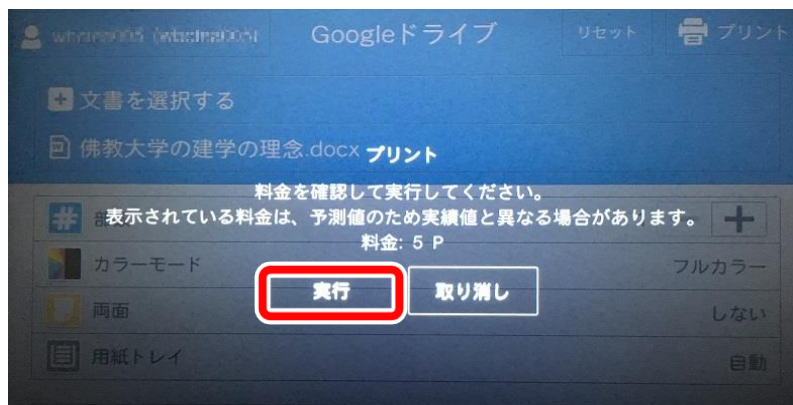 Googleドライブ
リセット
プリント
文書を選択する
佛教大学の建学の理念.docx
プリント
料金を確認して実行してください。
表示されている料金は、予測値のため実績値と異なる場合があります。
料金: 5 P
実行
取り消し
カラーモード
フルカラー
両面
しない
用紙トレイ
自動